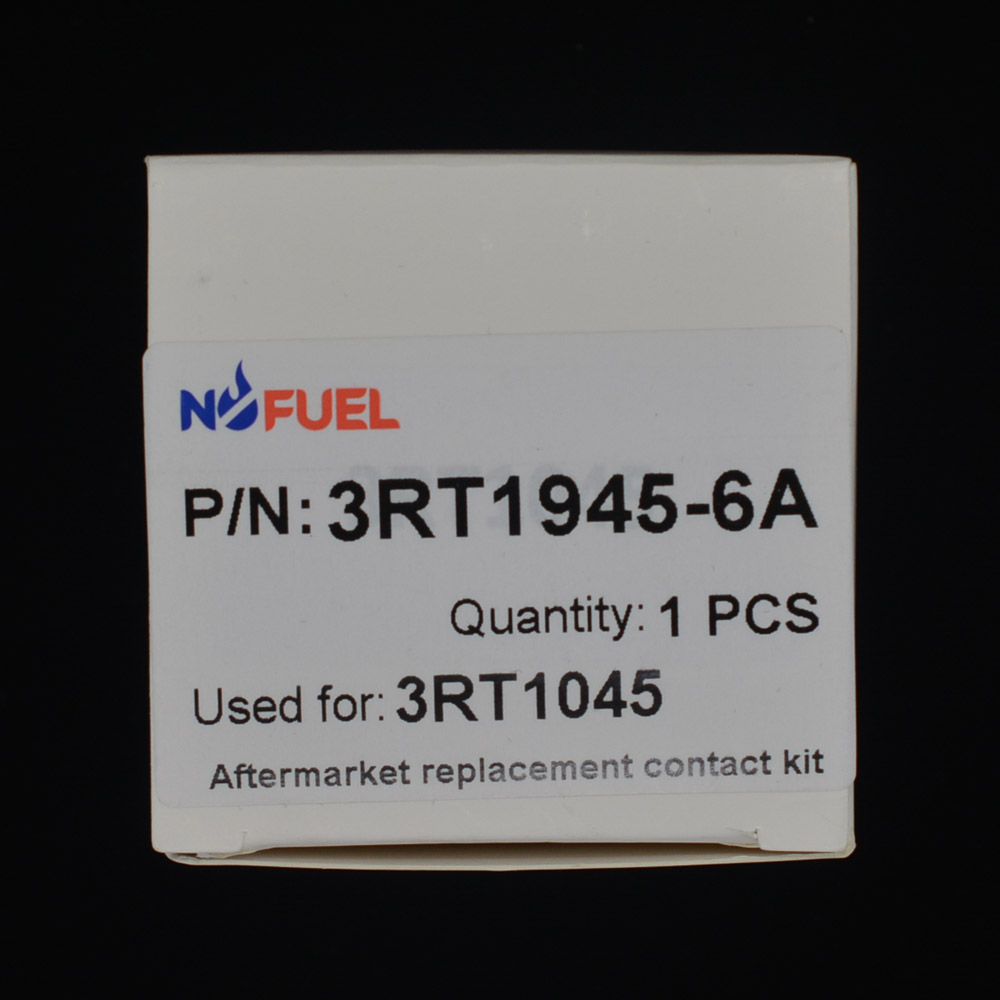 NOFUEL
P/N: 3RT1945-6A
Quantity: 1 PCS
Used for: 3RT1045
Aftermarket replacement contact kit